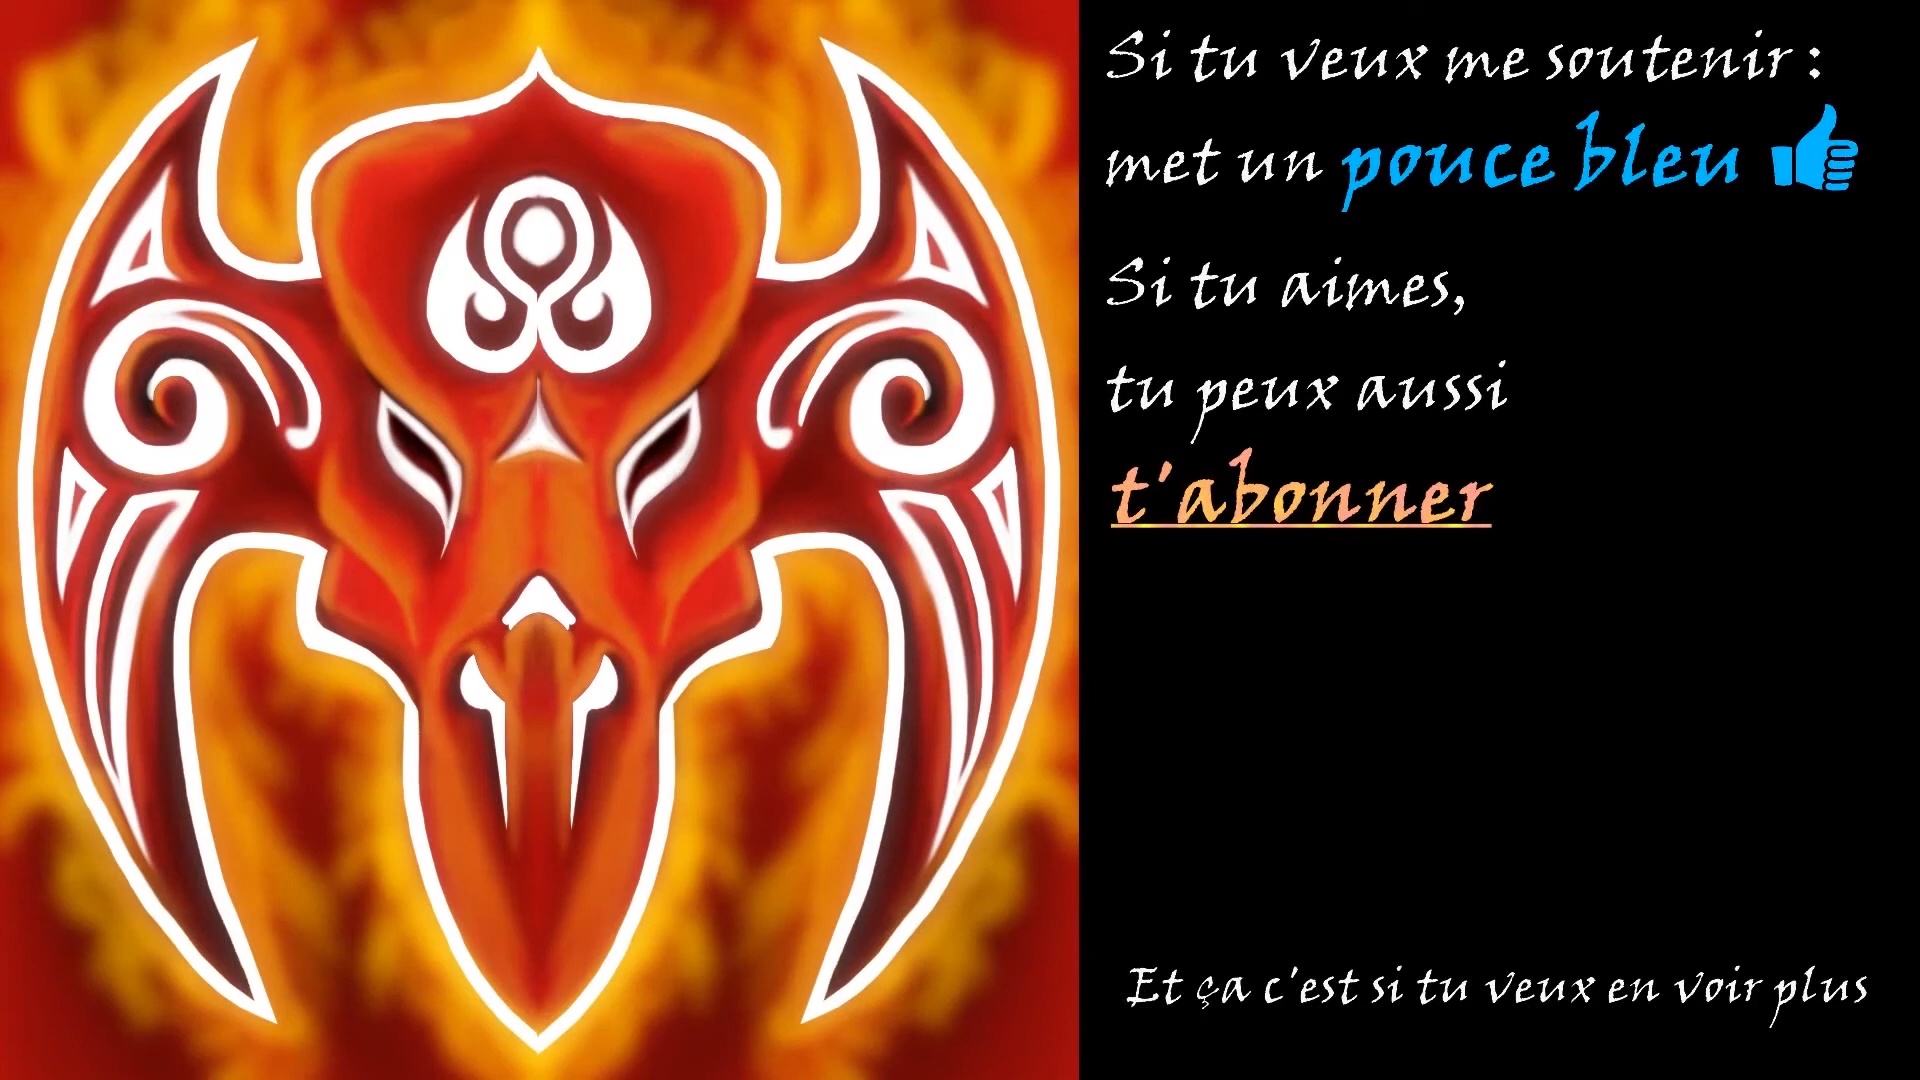 Si tu veux me soutenir :
met un pouce bleu
Si tu aimes,
tu peux aussi
t'abonner
Et ça c'est si tu veux en voir plus